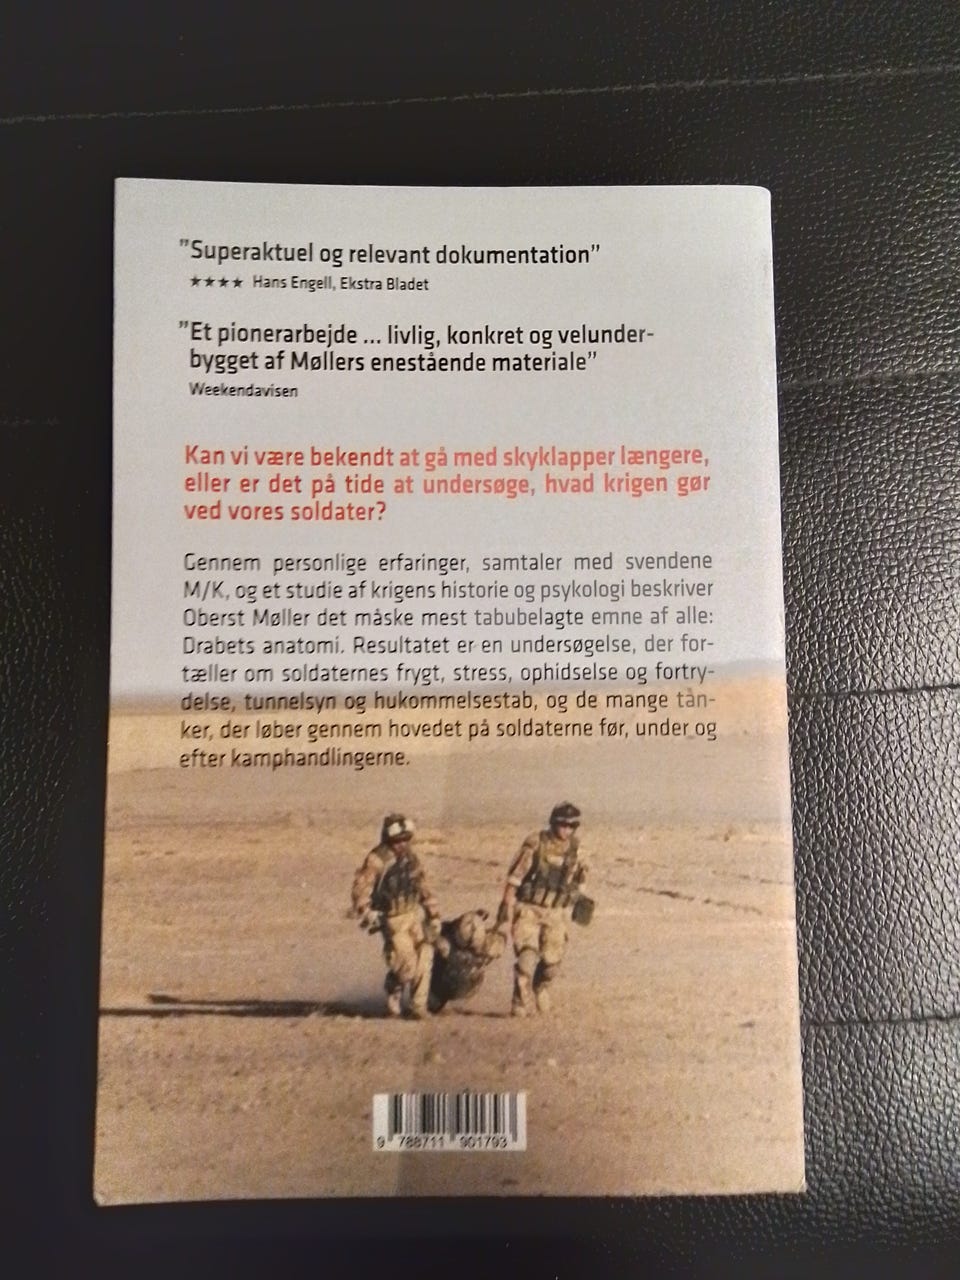 ”Superaktuel og relevant dokumentation”
★★★★ Hans Engell, Ekstra Bladet
”Et pionerarbejde ... livlig, konkret og velunder-
bygget af Møllers enestående materiale”
Weekendavisen
Kan vi være bekendt at gå med skyklapper længere,
eller er det på tide at undersøge, hvad krigen gør
ved vores soldater?
Gennem personlige erfaringer, samtaler med svendene
M/K, og et studie af krigens historie og psykologi beskriver
Oberst Møller det måske mest tabubelagte emne af alle:
Drabets anatomi. Resultatet er en undersøgelse, der for-
tæller om soldaternes frygt, stress, ophidselse og fortry-
delse, tunnelsyn og hukommelsestab, og de mange tan-
ker, der løber gennem hovedet på soldaterne før, under og
efter kamphandlingerne.
9 788711 901793